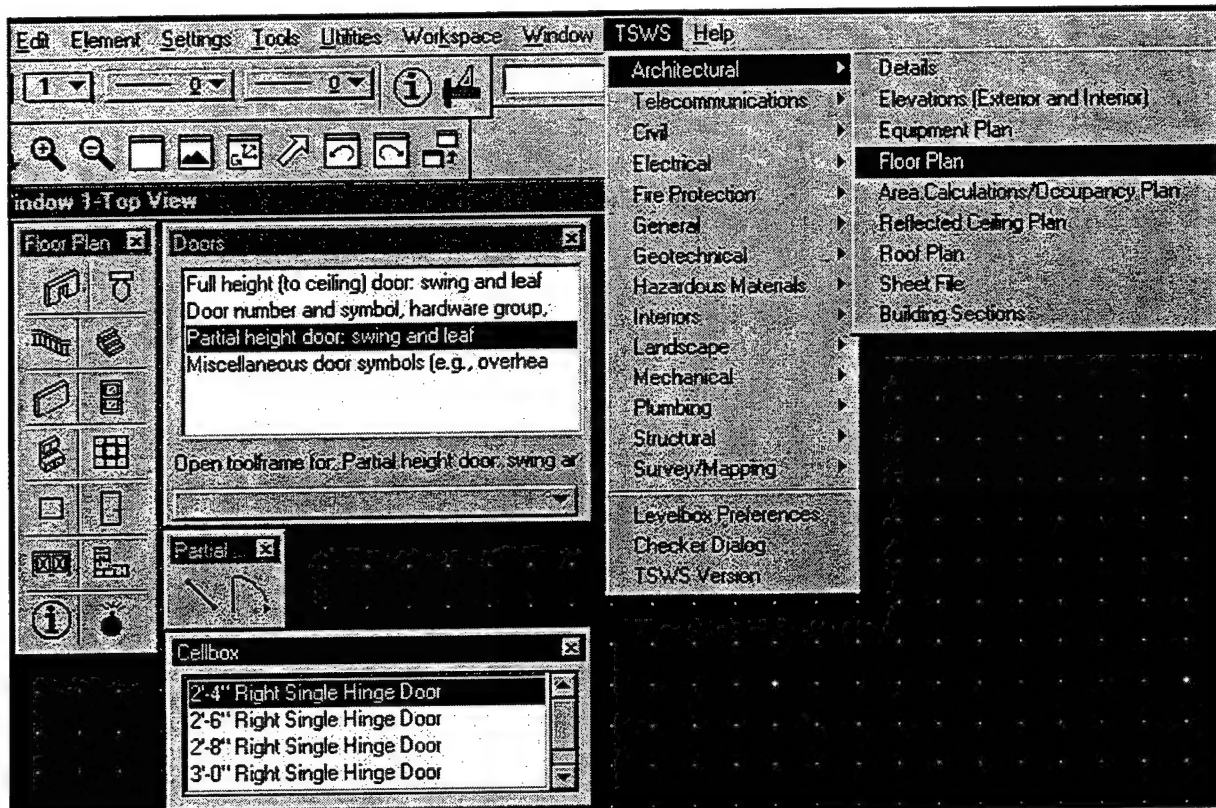 Edit Element Settings Tools Utilities Workspace Window TSWS Help
1 0 0
indow 1-Top View
Floor Plan
Doors
Full height (to ceiling) door: swing and leaf
Door number and symbol, hardware group,
Partial height door: swing and leaf
Miscellaneous door symbols (e.g., overhea
Open toolframe for: Partial height door: swing ar
Partial ...
Cellbox
2'-4" Right Single Hinge Door
2'-6" Right Single Hinge Door
2'-8" Right Single Hinge Door
3'-0" Right Single Hinge Door
Architectural
Telecommunications
Civil
Electrical
Fire Protection
General
Geotechnical
Hazardous Materials
Interiors
Landscape
Mechanical
Plumbing
Structural
Survey/Mapping
Levelbox Preferences
Checker Dialog
TSWS Version
Details
Elevations (Exterior and Interior)
Equipment Plan
Floor Plan
Area Calculations/Occupancy Plan
Reflected Ceiling Plan
Roof Plan
Sheet File
Building Sections